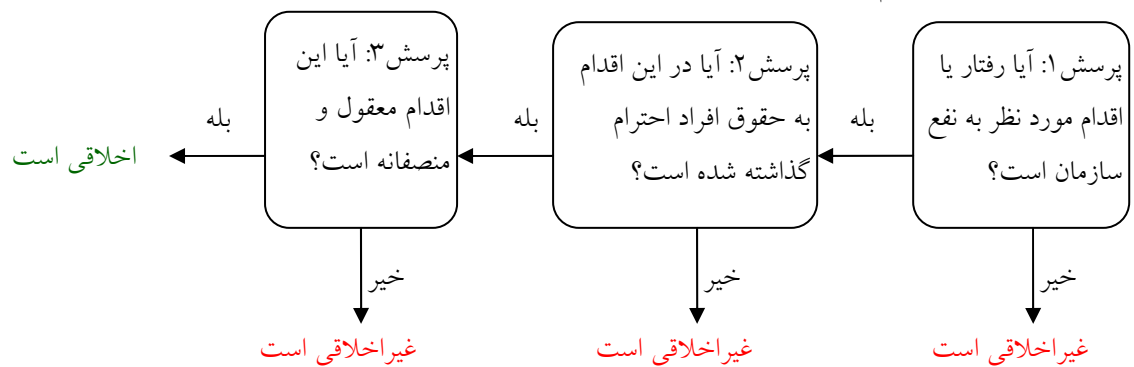 پرسش۱: آیا رفتار یا
اقدام مورد نظر به نفع
سازمان است؟
بله
خیر
غیراخلاقی است
پرسش۲: آیا در این اقدام
به حقوق افراد احترام
گذاشته شده است؟
بله
خیر
غیراخلاقی است
پرسش۳: آیا این
اقدام معقول و
منصفانه است؟
بله
اخلاقی است
خیر
غیراخلاقی است